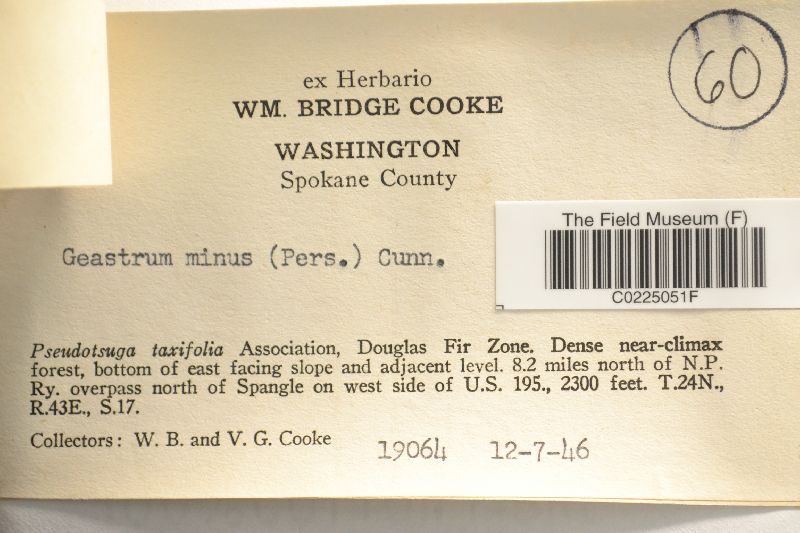 60
ex Herbario
WM. BRIDGE COOKE
WASHINGTON
Spokane County
The Field Museum (F)
C0225051F
Geastrum minus (Pers.) Cunn.
Pseudotsuga taxifolia Association, Douglas Fir Zone. Dense near-climax
forest, bottom of east facing slope and adjacent level. 8.2 miles north of N.P.
Ry. overpass north of Spangle on west side of U.S. 195., 2300 feet. T.24N.,
R.43E., S.17.
Collectors: W. B. and V. G. Cooke 19064 12-7-46